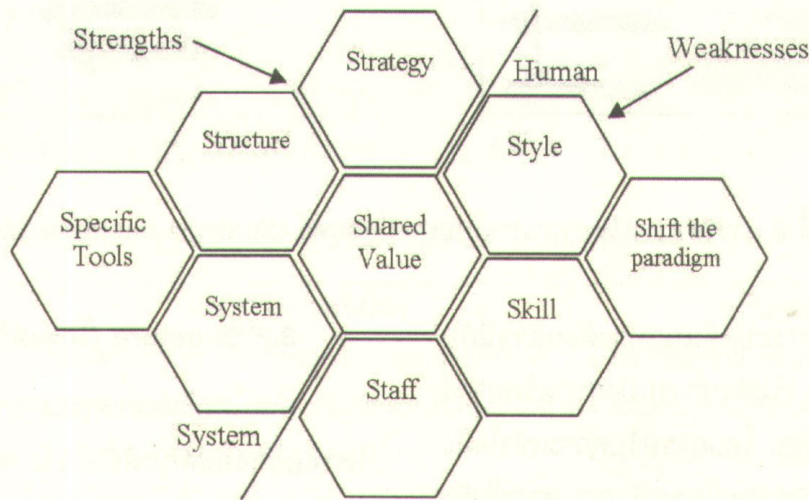 Strengths
Strategy
Human
Weaknesses
Structure
Style
Specific
Tools
Shared
Value
Shift the
paradigm
System
Skill
Staff
System